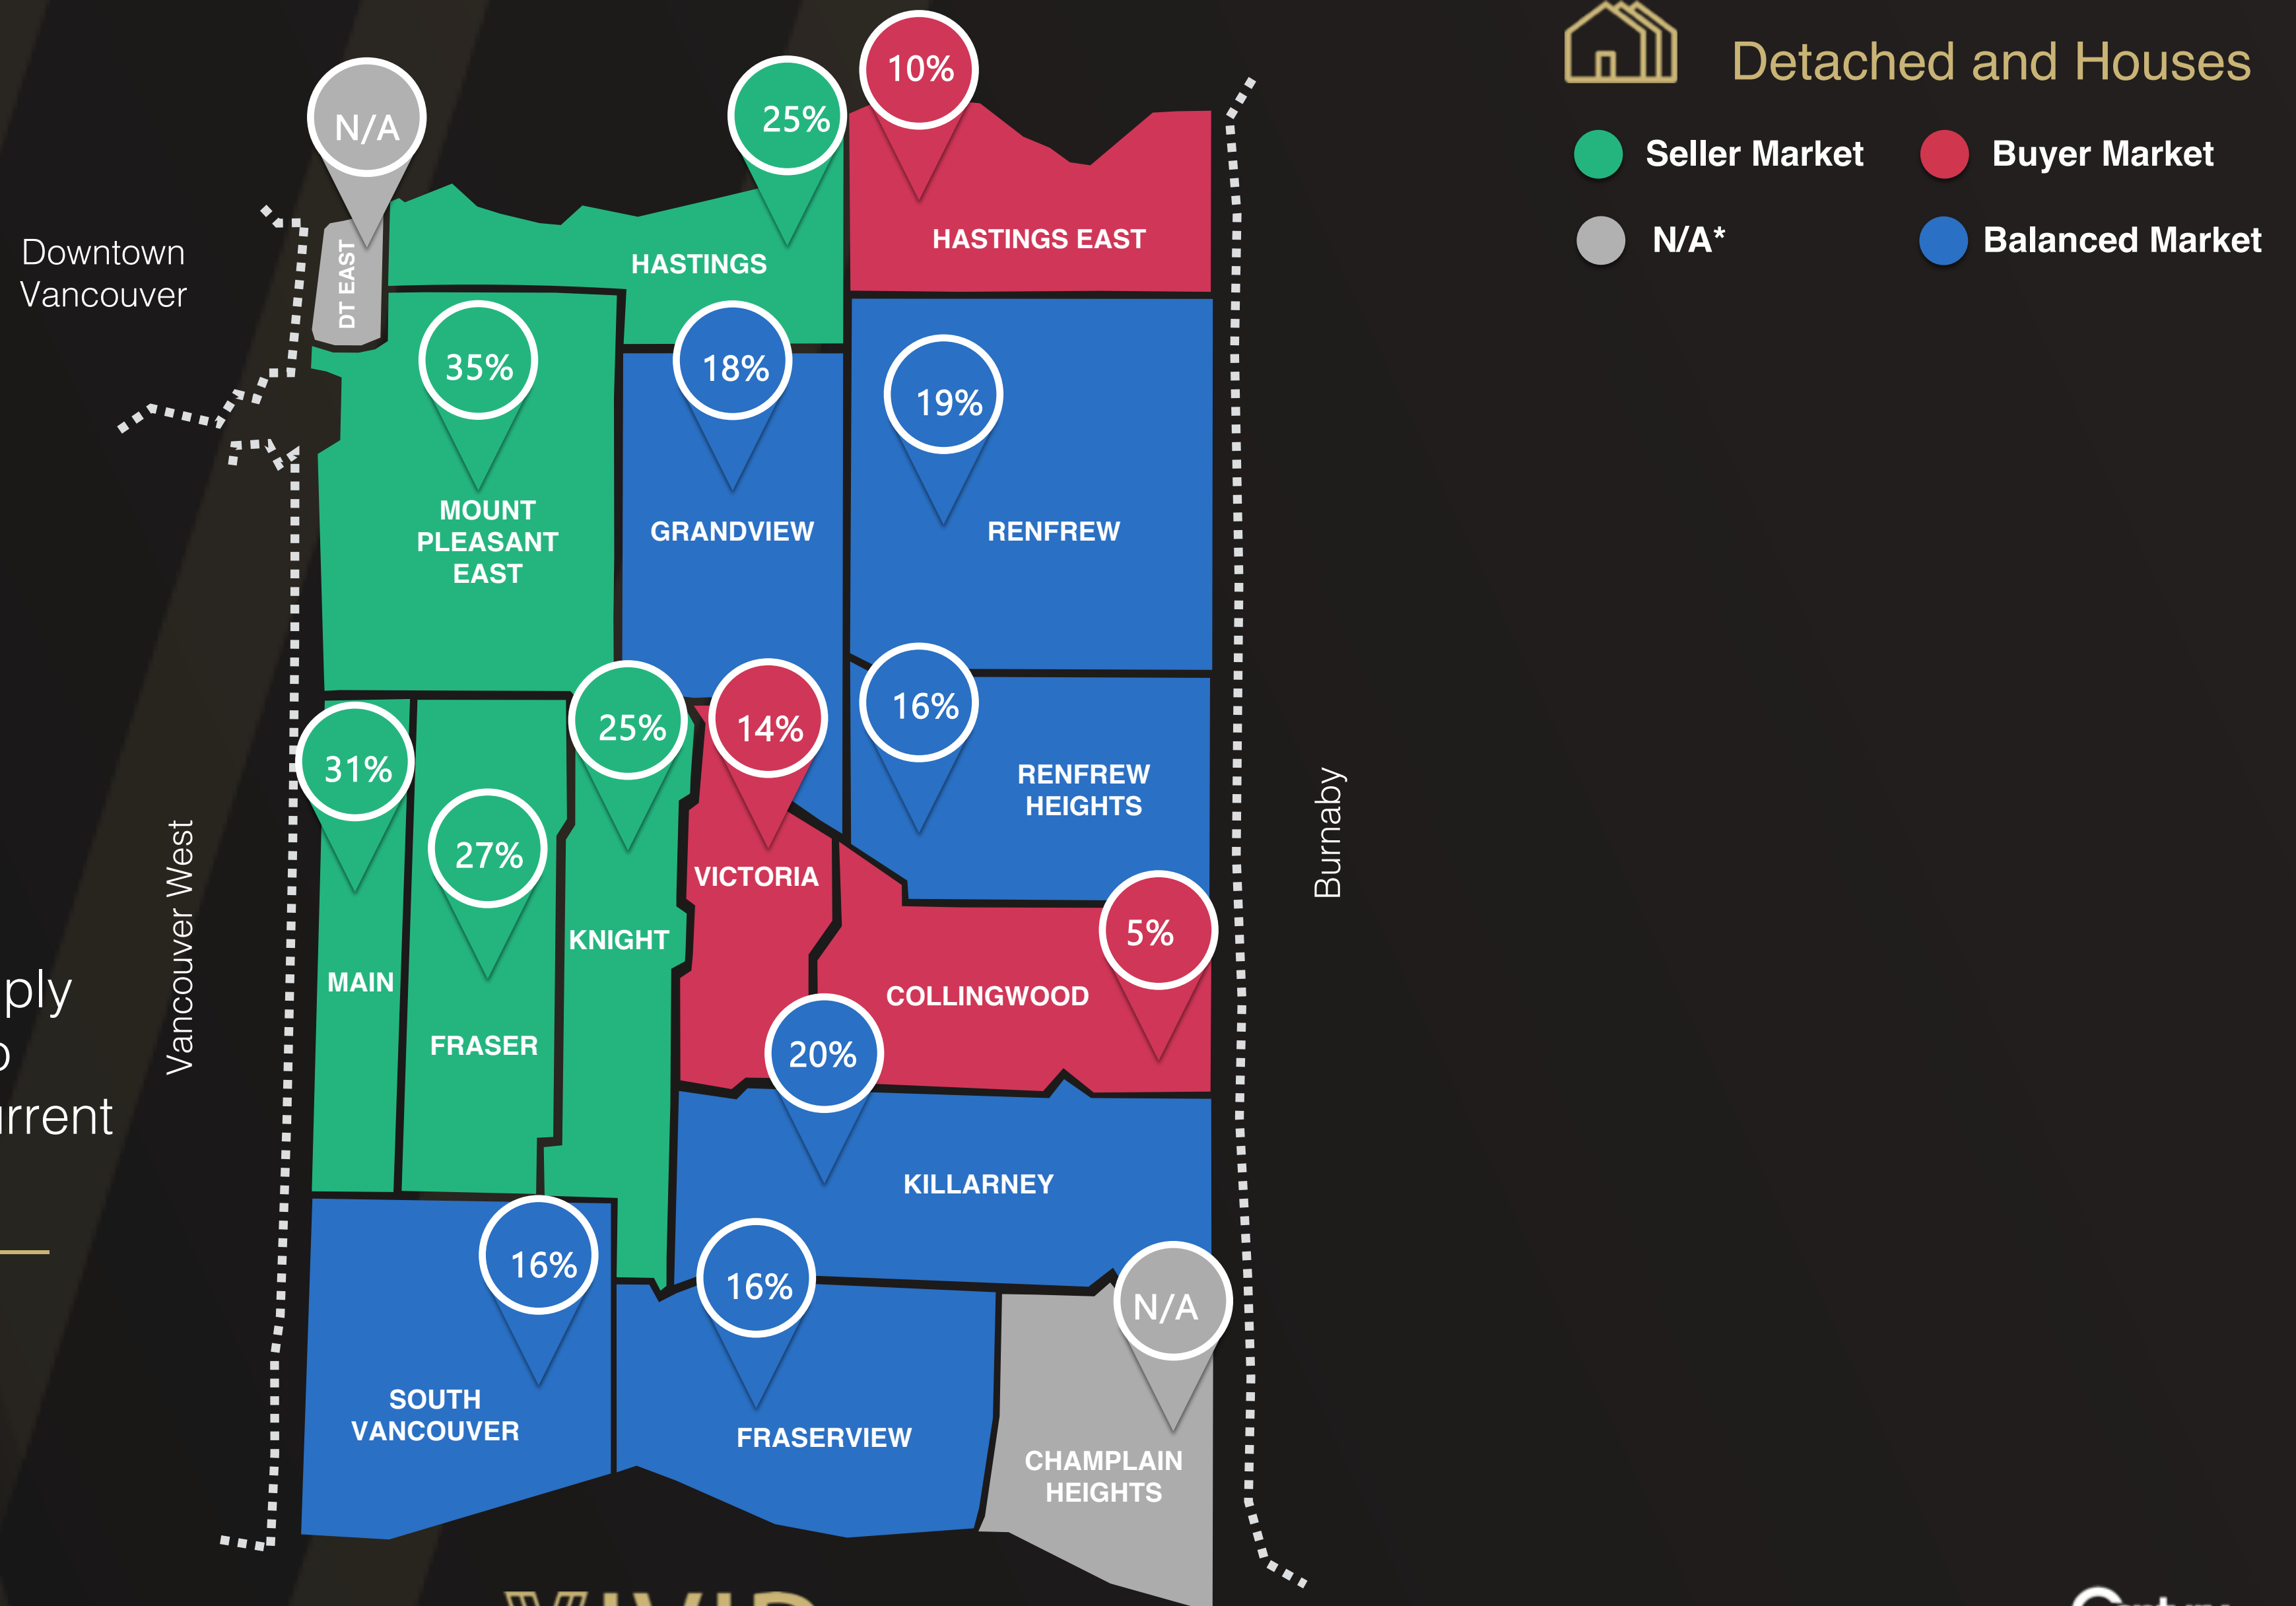 Detached and Houses
Seller Market
Buyer Market
N/A*
Balanced Market
10%
25%
N/A
HASTINGS EAST
HASTINGS
Downtown
Vancouver
DT EAST
35%
18%
19%
MOUNT
PLEASANT
EAST
GRANDVIEW
RENFREW
31%
25%
14%
16%
RENFREW
HEIGHTS
27%
VICTORIA
5%
KNIGHT
MAIN
COLLINGWOOD
FRASER
20%
Vancouver West
Burnaby
ply
urrent
KILLARNEY
16%
16%
N/A
SOUTH
VANCOUVER
FRASERVIEW
CHAMPLAIN
HEIGHTS
VIVID